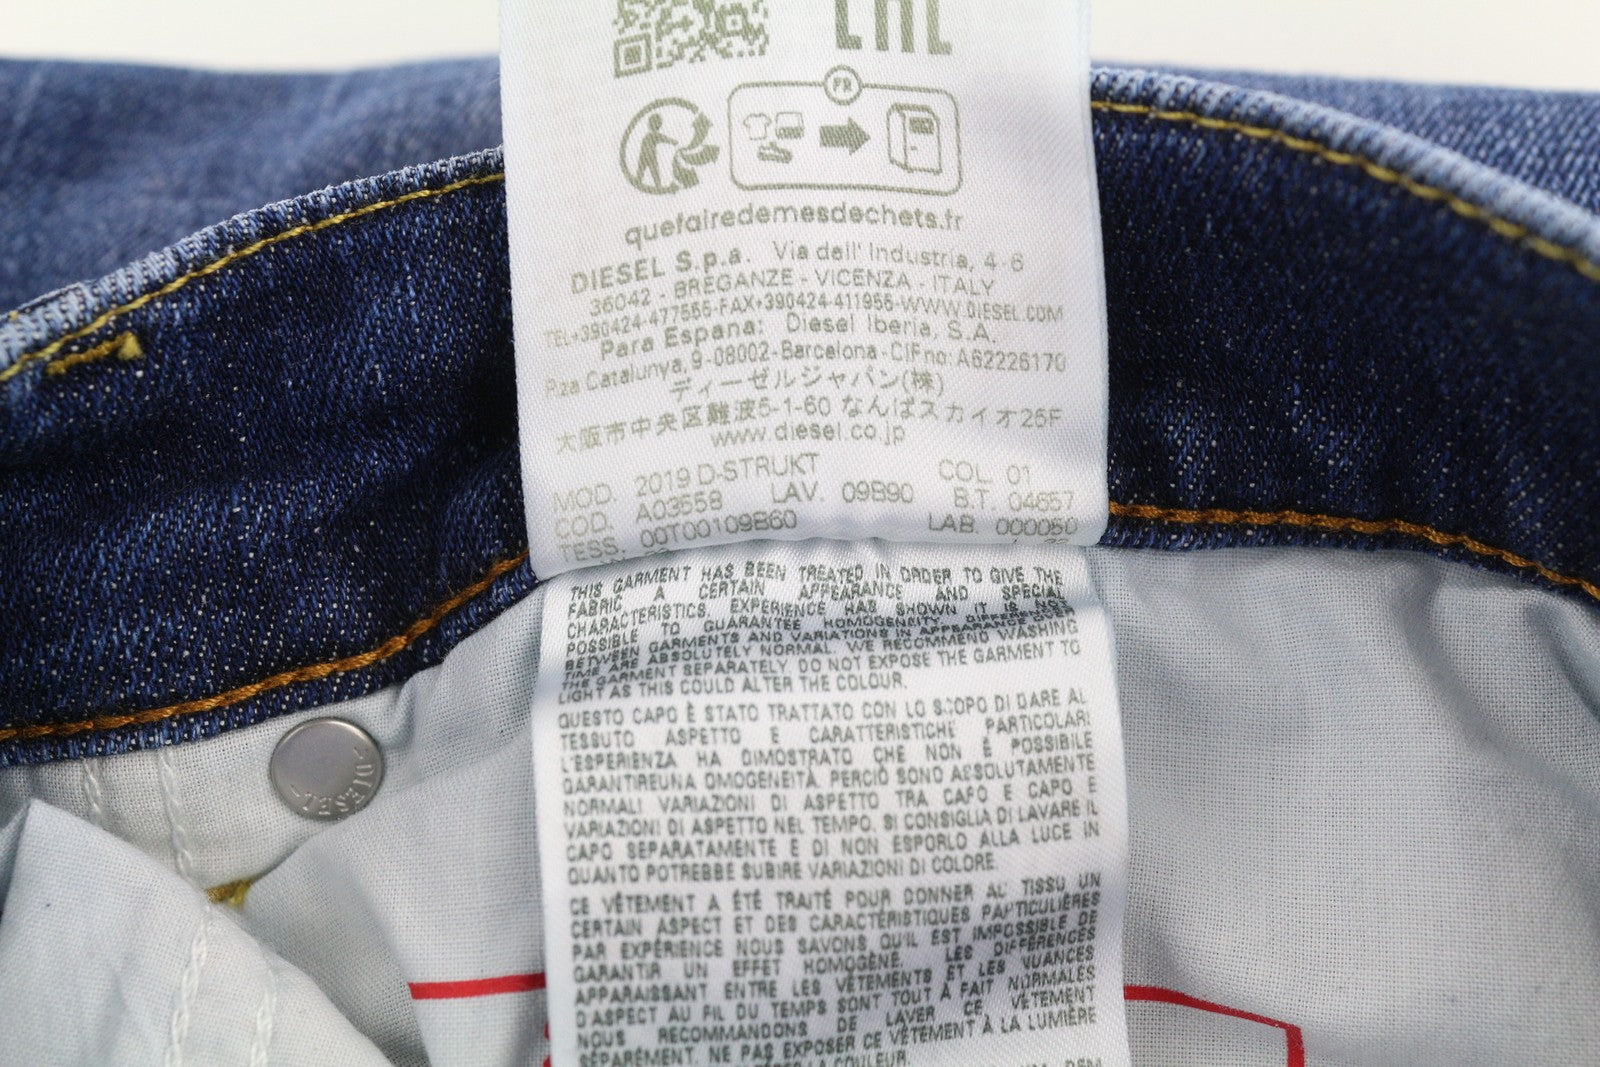 EAC
FR
quefairedemesdechets.fr
DIESEL S.p.a. Via dell' Industria, 4-6
36042 - BREGANZE - VICENZA - ITALY
TEL+390424-477555-FAX+390424-411955-WWW.DIESEL.COM
Para Espana: Diesel Iberia, S.A.
Pza Catalunya, 9-08002-Barcelona-CIFno:A62226170
ディーゼルジャパン(株)
大阪市中央区難波5-1-60 なんばスカイオ25F
www.diesel.co.jp
MOD. 2019 D-STRUKT COL 01
COD. A03558 LAV. 09B90 B.T. 04657
TESS. 00T00109B60 LAB. 000050
THIS GARMENT HAS BEEN TREATED IN ORDER TO GIVE THE
FABRIC A CERTAIN APPEARANCE AND SPECIAL
CHARACTERISTICS. EXPERIENCE HAS SHOWN IT IS NOT
POSSIBLE TO GUARANTEE HOMOGENEITY. DIFFERENCES
BETWEEN GARMENTS AND VARIATIONS IN APPEARANCE OVER
TIME ARE ABSOLUTELY NORMAL. WE RECOMMEND WASHING
THE GARMENT SEPARATELY. DO NOT EXPOSE THE GARMENT TO
LIGHT AS THIS COULD ALTER THE COLOUR.
QUESTO CAPO È STATO TRATTATO CON LO SCOPO DI DARE AL
TESSUTO ASPETTO E CARATTERISTICHE PARTICOLARI
L'ESPERIENZA HA DIMOSTRATO CHE NON È POSSIBILE
GARANTIREUNA OMOGENEITÀ. PERCIÒ SONO ASSOLUTAMENTE
NORMALI VARIAZIONI DI ASPETTO TRA CAPO E CAPO E
VARIAZIONI DI ASPETTO NEL TEMPO. SI CONSIGLIA DI LAVARE IL
CAPO SEPARATAMENTE E DI NON ESPORLO ALLA LUCE IN
QUANTO POTREBBE SUBIRE VARIAZIONI DI COLORE.
CE VÊTEMENT A ÉTÉ TRAITÉ POUR DONNER AU TISSU UN
CERTAIN ASPECT ET DES CARACTÉRISTIQUES PARTICULIÈRES
PAR EXPÉRIENCE NOUS SAVONS QU'IL EST IMPOSSIBLE DE
GARANTIR UN EFFET HOMOGÈNE. LES DIFFÉRENCES
APPARAISSANT ENTRE LES VÊTEMENTS ET LES NUANCES
D'ASPECT AU FIL DU TEMPS SONT TOUT À FAIT NORMALES
NOUS RECOMMANDONS DE LAVER CE VÊTEMENT
SÉPARÉMENT. NE PAS EXPOSER CE VÊTEMENT À LA LUMIÈRE
LA COULEUR.
DIESEL